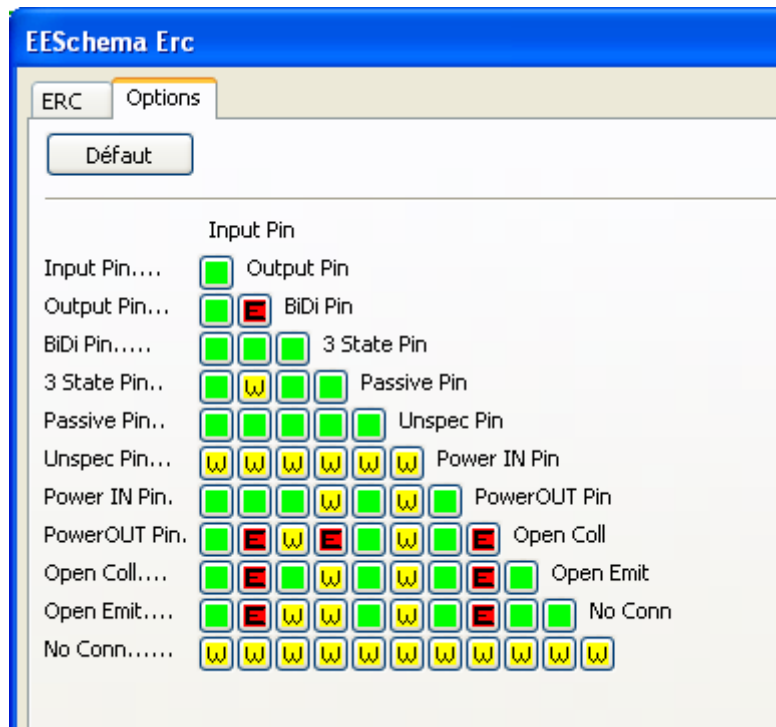 EESchema Erc
ERC Options
Défaut
Input Pin
Input Pin.... Output Pin
Output Pin... E BiDi Pin
BiDi Pin..... 3 State Pin
3 State Pin.. W Passive Pin
Passive Pin.. Unspec Pin
Unspec Pin... W W W W W W Power IN Pin
Power IN Pin. W W PowerOUT Pin
PowerOUT Pin. E W E W E Open Coll
Open Coll.... E W W E Open Emit
Open Emit.... E W W W E No Conn
No Conn...... W W W W W W W W W W W